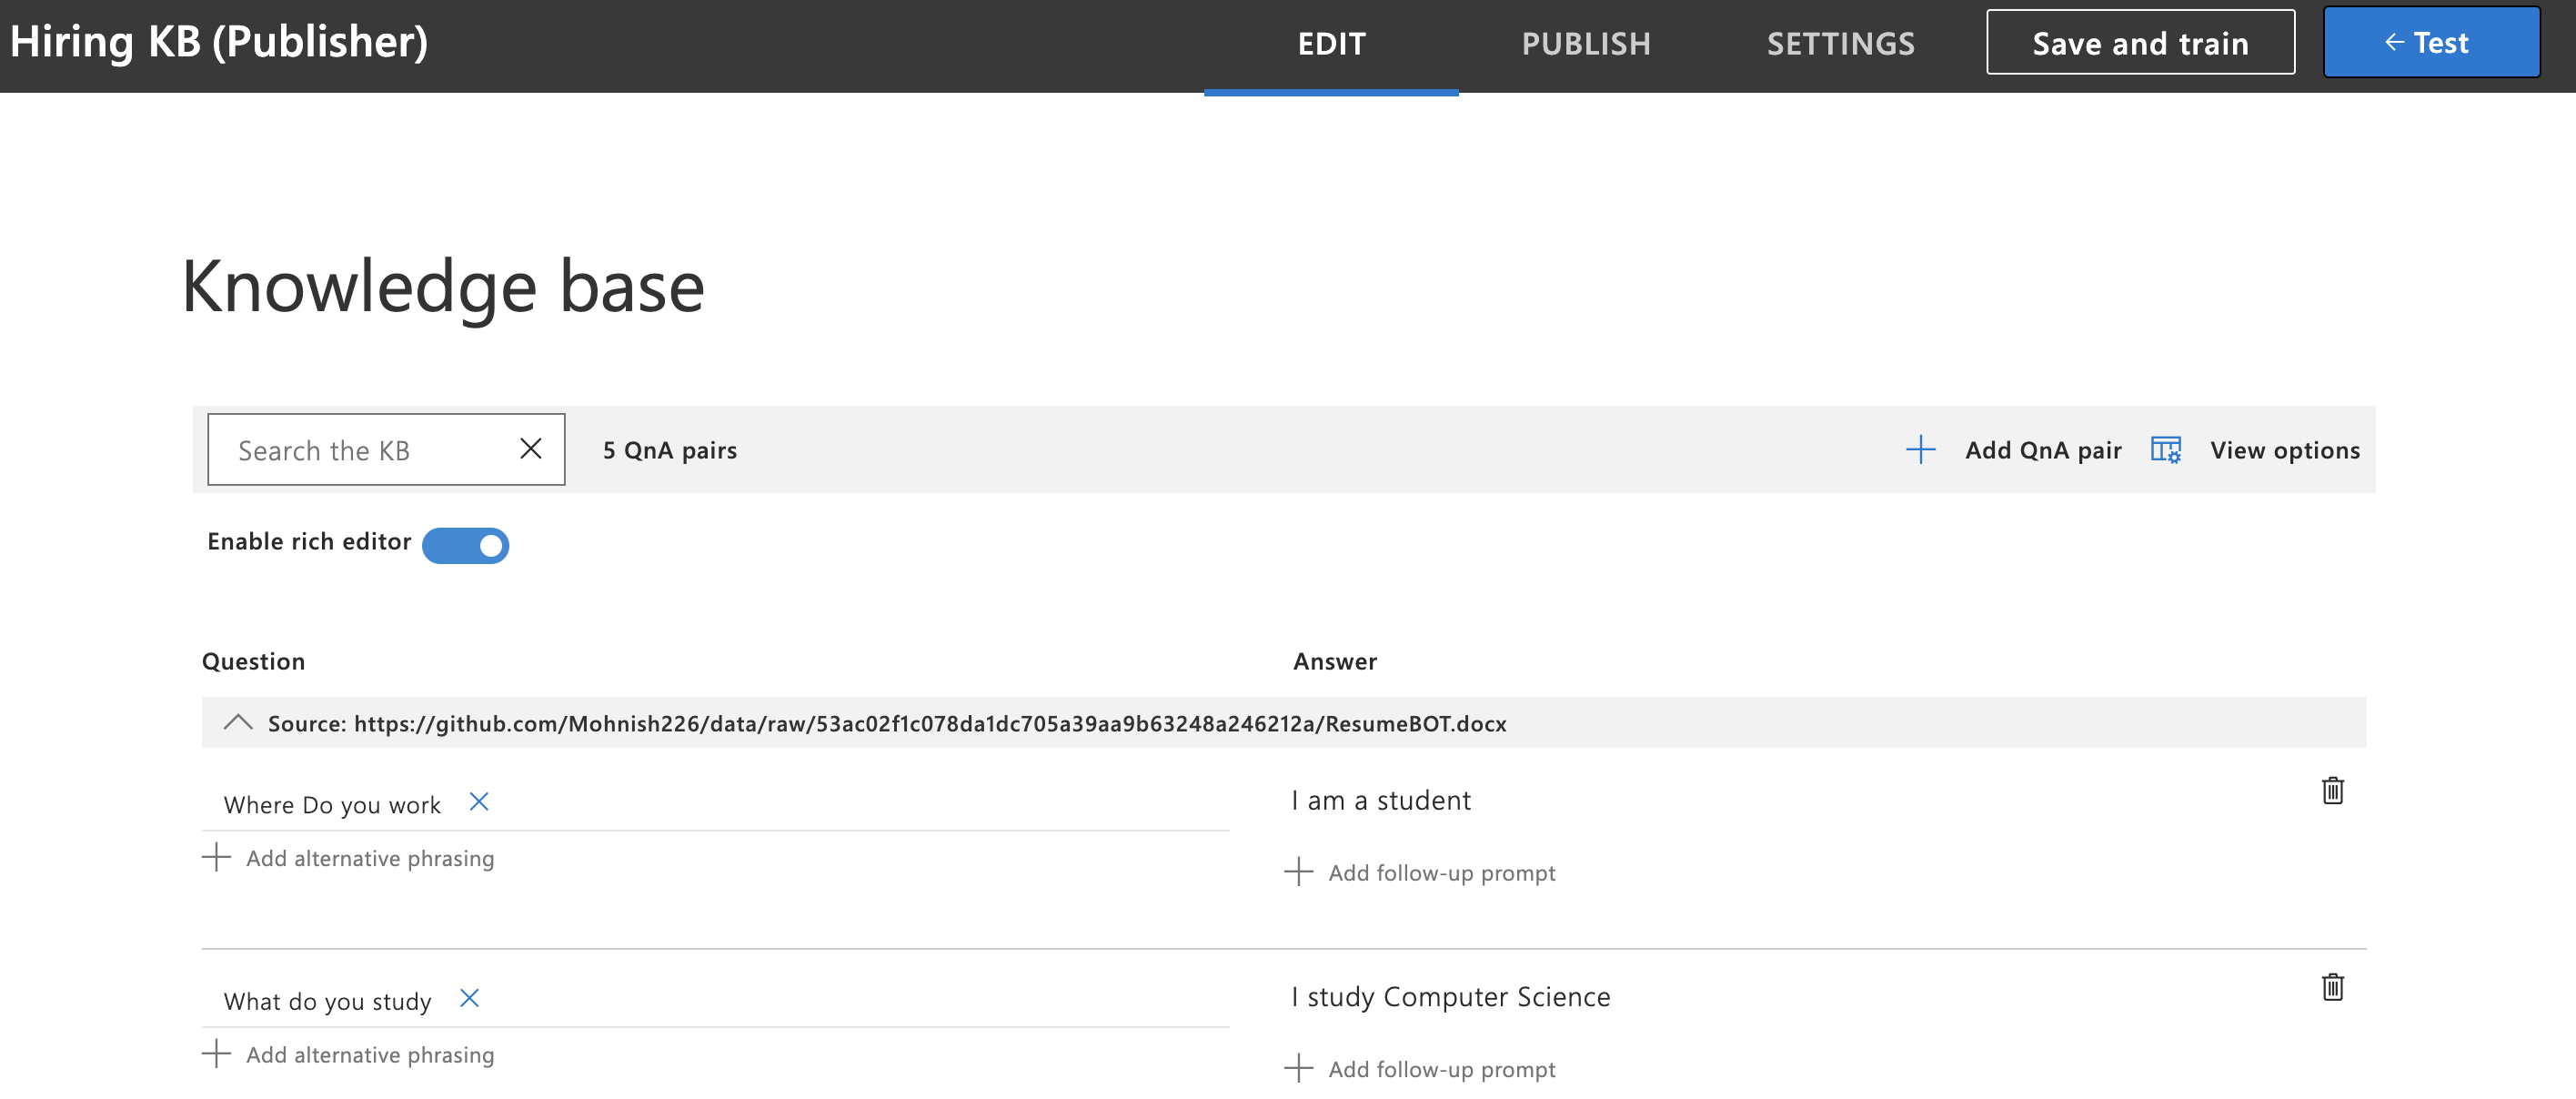 Hiring KB (Publisher) EDIT PUBLISH SETTINGS Save and train ← Test
Knowledge base
Search the KB 5 QnA pairs Add QnA pair View options
Enable rich editor
Question Answer
Source: https://github.com/Mohnish226/data/raw/53ac02f1c078da1dc705a39aa9b63248a246212a/ResumeBOT.docx
Where Do you work I am a student
Add alternative phrasing Add follow-up prompt
What do you study I study Computer Science
Add alternative phrasing Add follow-up prompt